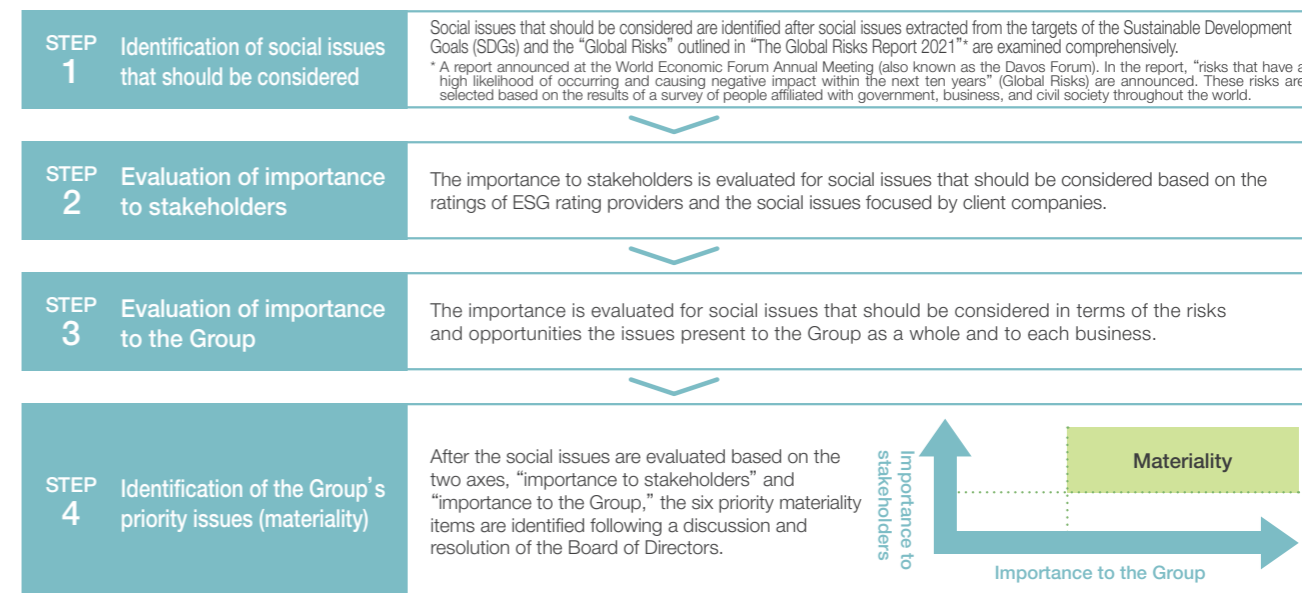 STEP
1
Identification of social issues
that should be considered
Social issues that should be considered are identified after social issues extracted from the targets of the Sustainable Development
Goals (SDGs) and the “Global Risks” outlined in “The Global Risks Report 2021”* are examined comprehensively.
* A report announced at the World Economic Forum Annual Meeting (also known as the Davos Forum). In the report, “risks that have a
high likelihood of occurring and causing negative impact within the next ten years” (Global Risks) are announced. These risks are
selected based on the results of a survey of people affiliated with government, business, and civil society throughout the world.
STEP
2
Evaluation of importance
to stakeholders
The importance to stakeholders is evaluated for social issues that should be considered based on the
ratings of ESG rating providers and the social issues focused by client companies.
STEP
3
Evaluation of importance
to the Group
The importance is evaluated for social issues that should be considered in terms of the risks
and opportunities the issues present to the Group as a whole and to each business.
STEP
4
Identification of the Group’s
priority issues (materiality)
After the social issues are evaluated based on the
two axes, “importance to stakeholders” and
“importance to the Group,” the six priority materiality
items are identified following a discussion and
resolution of the Board of Directors.
Importance to
stakeholders
Materiality
Importance to the Group